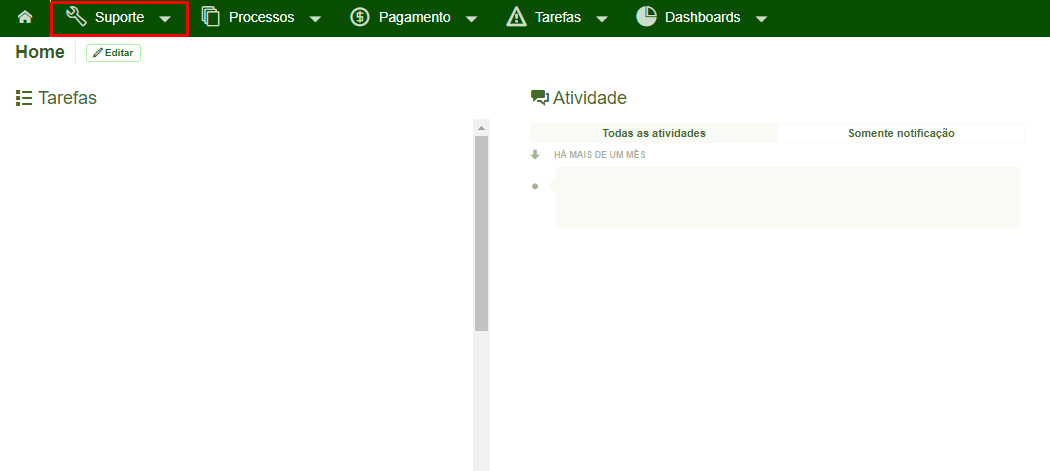 Suporte Processos Pagamento Tarefas Dashboards
Home Editar
Tarefas
Atividade
Todas as atividades Somente notificação
HÁ MAIS DE UM MÊS